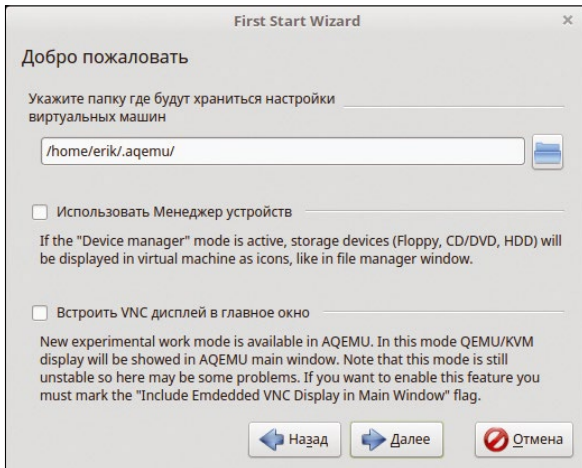 First Start Wizard
Добро пожаловать
Укажите папку где будут храниться настройки
виртуальных машин
/home/erik/.aqemu/
Использовать Менеджер устройств
If the "Device manager" mode is active, storage devices (Floppy, CD/DVD, HDD) will
be displayed in virtual machine as icons, like in file manager window.
Встроить VNC дисплей в главное окно
New experimental work mode is available in AQEMU. In this mode QEMU/KVM
display will be showed in AQEMU main window. Note that this mode is still
unstable so here may be some problems. If you want to enable this feature you
must mark the "Include Emdedded VNC Display in Main Window" flag.
Назад Далее Отмена